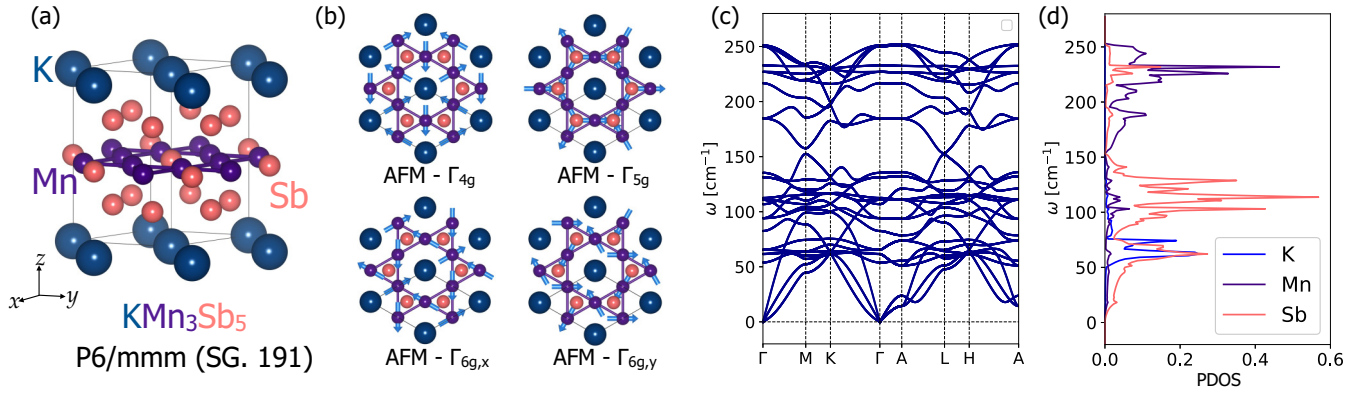 (a)
K
Mn
Sb
z
x
y
KMn₃Sb₅
P6/mmm (SG. 191)
(b)
AFM - Γ₄g
AFM - Γ₅g
AFM - Γ₆g,x
AFM - Γ₆g,y
(c)
ω [cm⁻¹]
250
200
150
100
50
0
Γ M K Γ A L H A
(d)
ω [cm⁻¹]
250
200
150
100
50
0
K
Mn
Sb
0.0 0.2 0.4 0.6
PDOS